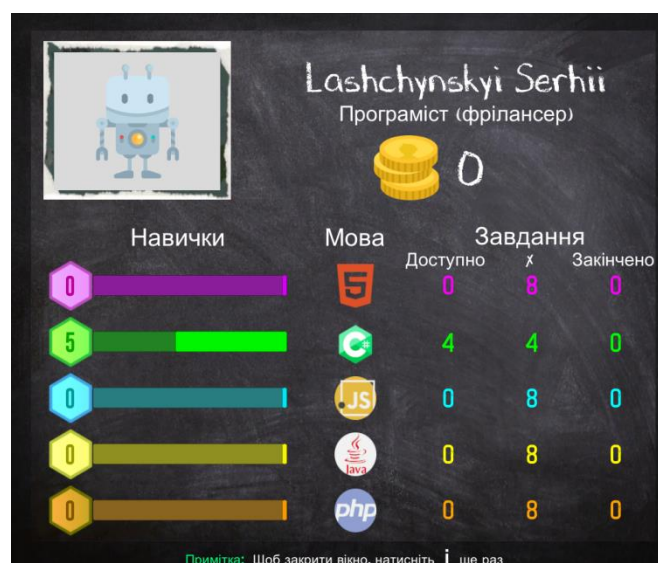 Lashchynskyi Serhii
Програміст (фрілансер)
0
Навички Мова Завдання
Доступно ✗ Закінчено
0 5 0 8 0
5 C# 4 4 0
0 JS 0 8 0
0 Java 0 8 0
0 php 0 8 0
Примітка: Щоб закрити вікно, натисніть i ще раз